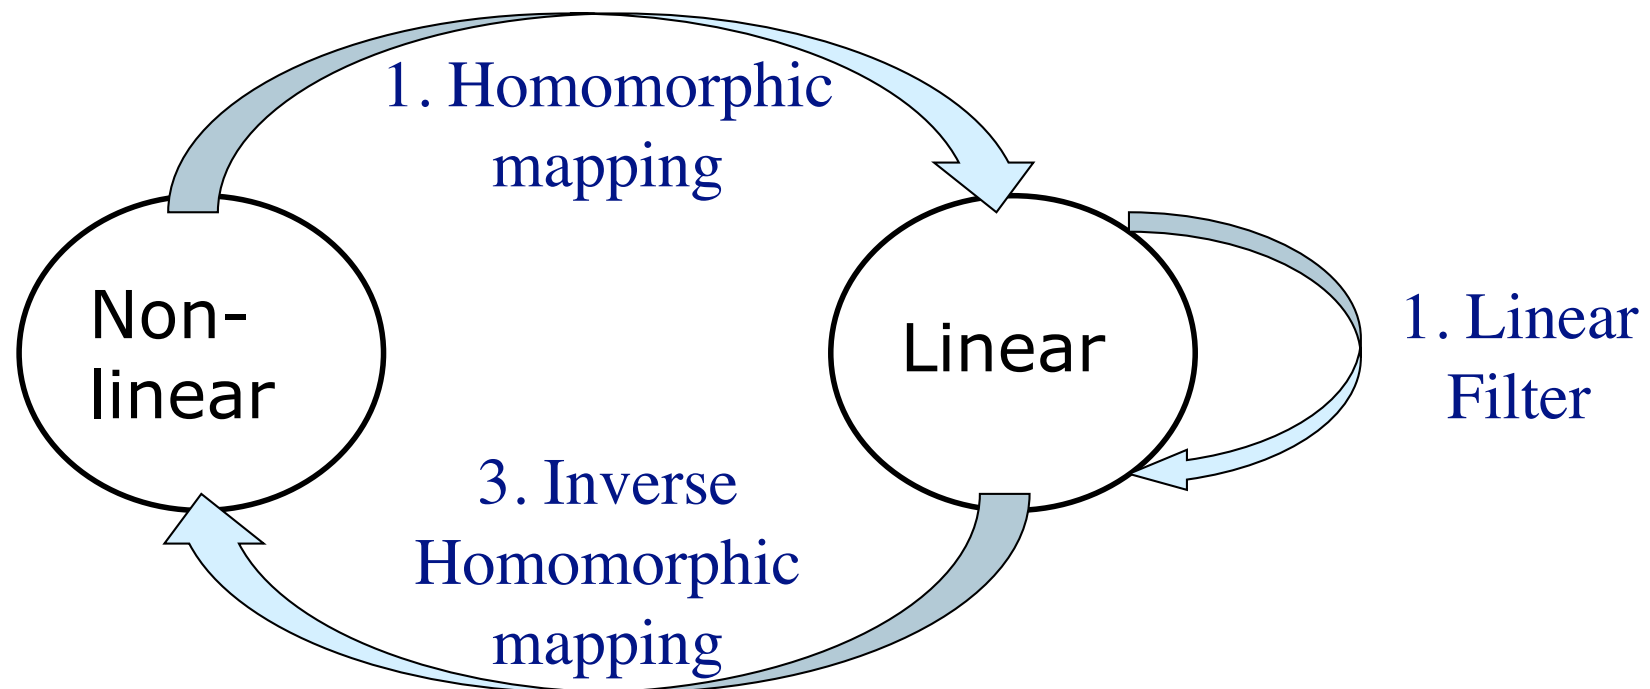 1. Homomorphic
mapping
Non-
linear
Linear
1. Linear
Filter
3. Inverse
Homomorphic
mapping